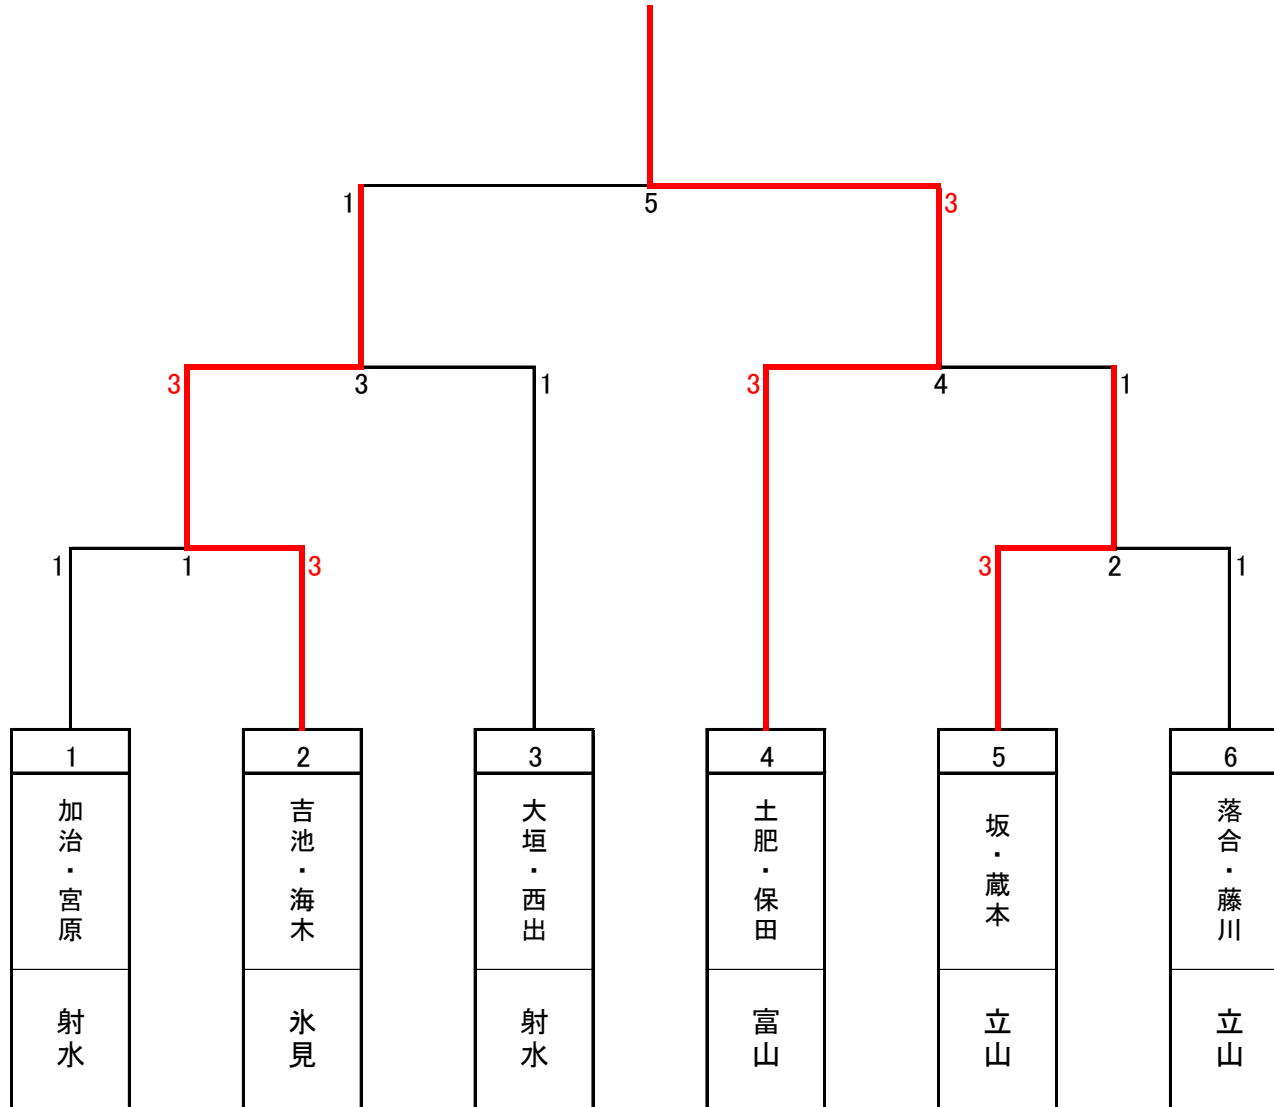 1 5 3
3 3 1 3 4 1
1 1 3 3 2 1
1 2 3 4 5 6
加治・宮原
吉池・海木
大垣・西出
土肥・保田
坂・蔵本
落合・藤川
射水
氷見
射水
富山
立山
立山